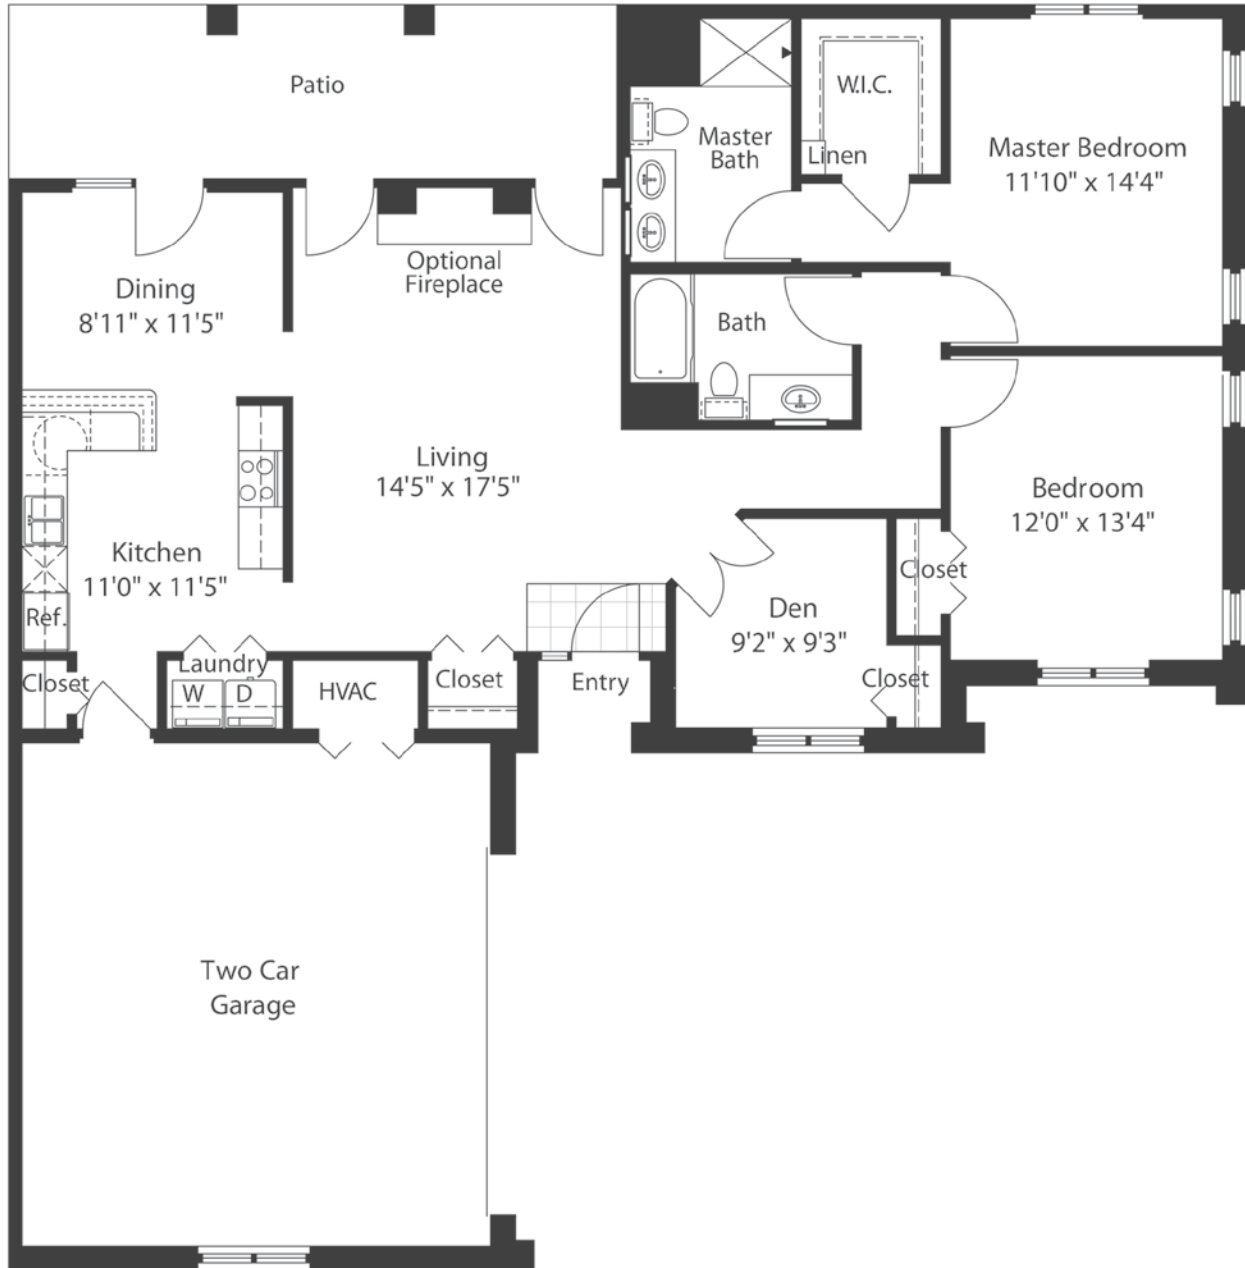 Patio
W.I.C.
Master
Bath
Linen
Master Bedroom
11'10" x 14'4"
Optional
Fireplace
Dining
8'11" x 11'5"
Bath
Living
14'5" x 17'5"
Bedroom
12'0" x 13'4"
Kitchen
11'0" x 11'5"
Closet
Ref.
Den
9'2" x 9'3"
Laundry
W D
Closet
HVAC
Closet
Entry
Closet
Two Car
Garage